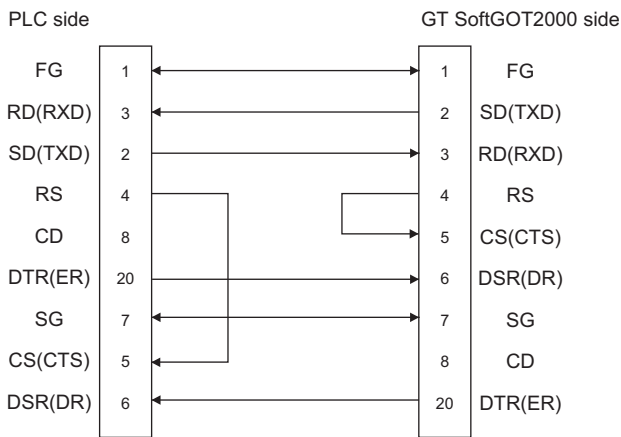 PLC side GT SoftGOT2000 side
FG 1 1 FG
RD(RXD) 3 2 SD(TXD)
SD(TXD) 2 3 RD(RXD)
RS 4 4 RS
CD 8 5 CS(CTS)
DTR(ER) 20 6 DSR(DR)
SG 7 7 SG
CS(CTS) 5 8 CD
DSR(DR) 6 20 DTR(ER)